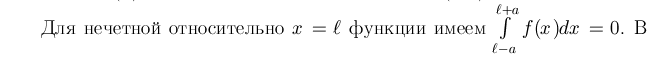 Для нечетной относительно x = ℓ функции имеем ∫_{ℓ−a}^{ℓ+a} f(x)dx = 0. В